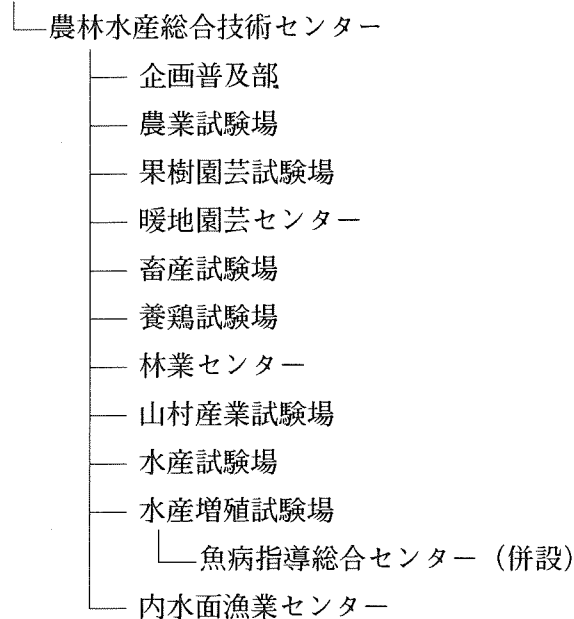 農林水産総合技術センター
企画普及部
農業試験場
果樹園芸試験場
暖地園芸センター
畜産試験場
養鶏試験場
林業センター
山村産業試験場
水産試験場
水産増殖試験場
魚病指導総合センター（併設）
内水面漁業センター